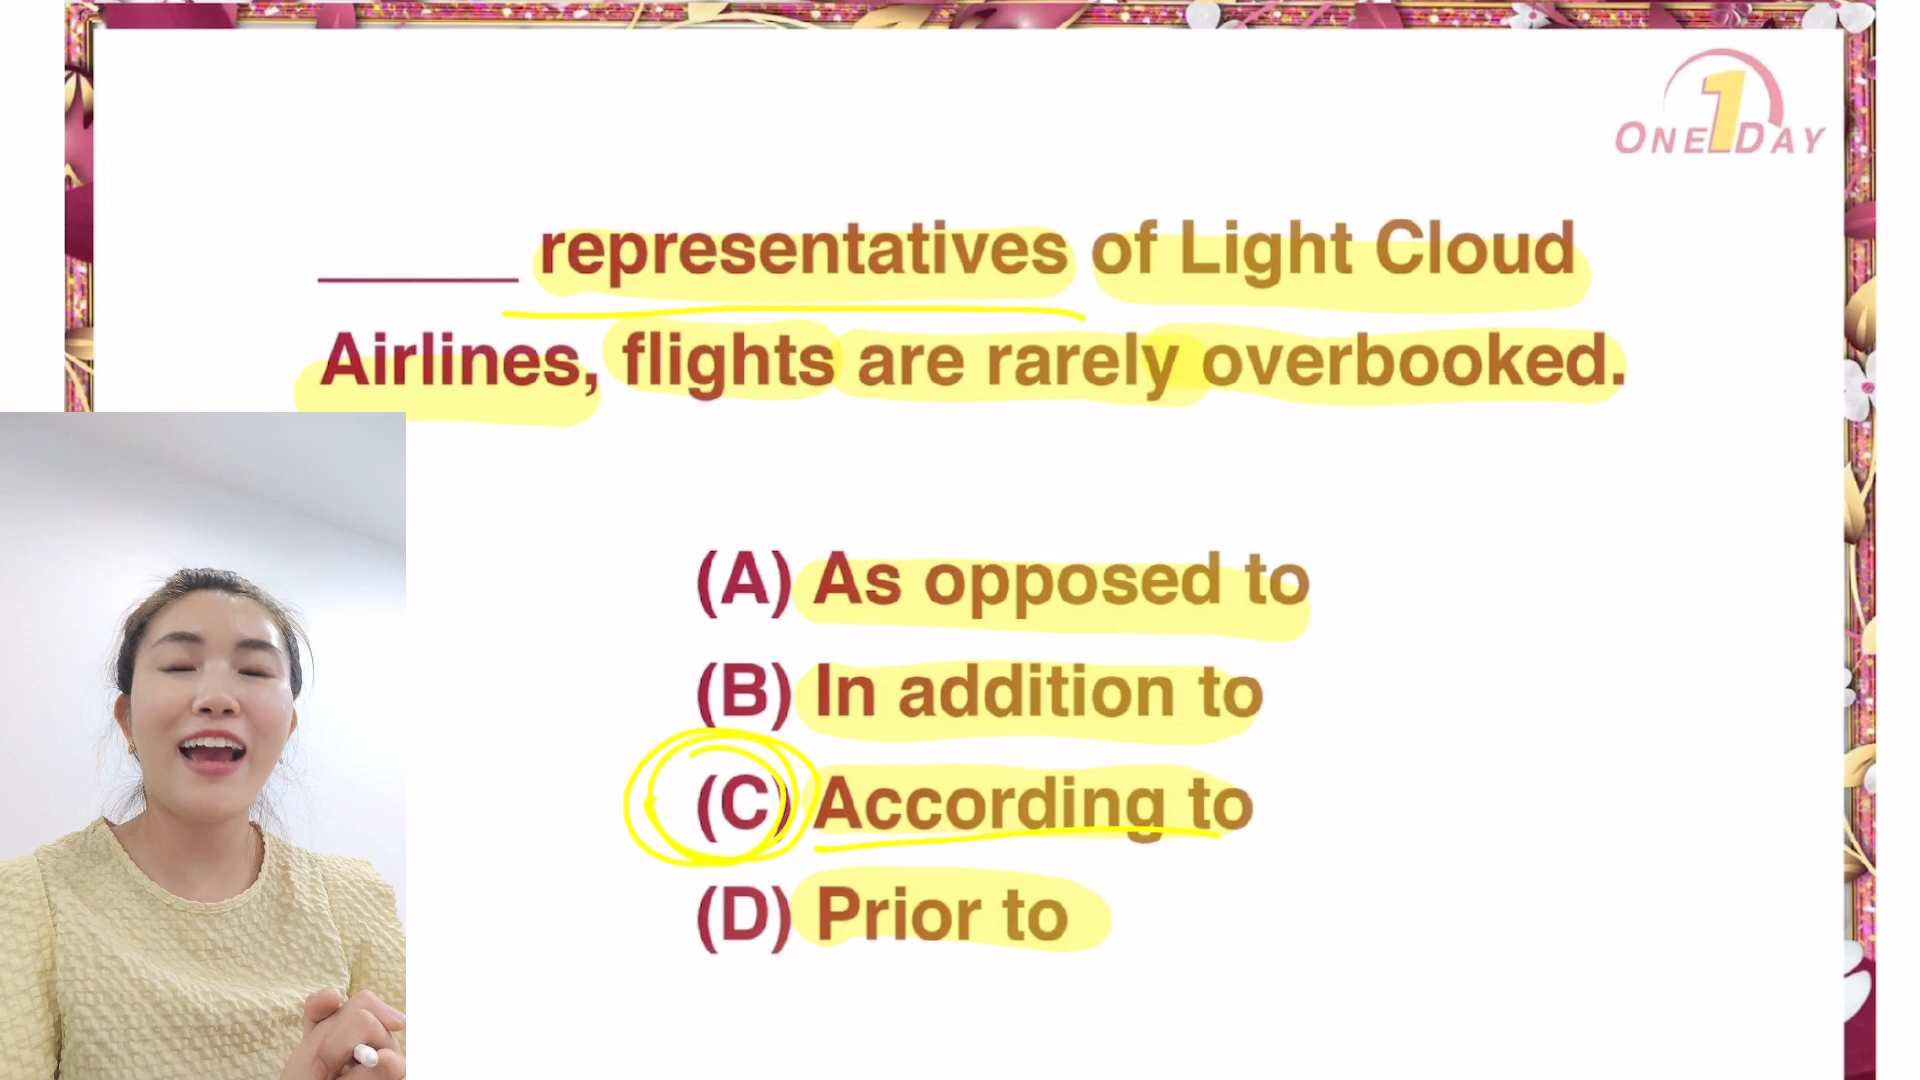 ONE 1 DAY
______ representatives of Light Cloud
Airlines, flights are rarely overbooked.
(A) As opposed to
(B) In addition to
(C) According to
(D) Prior to